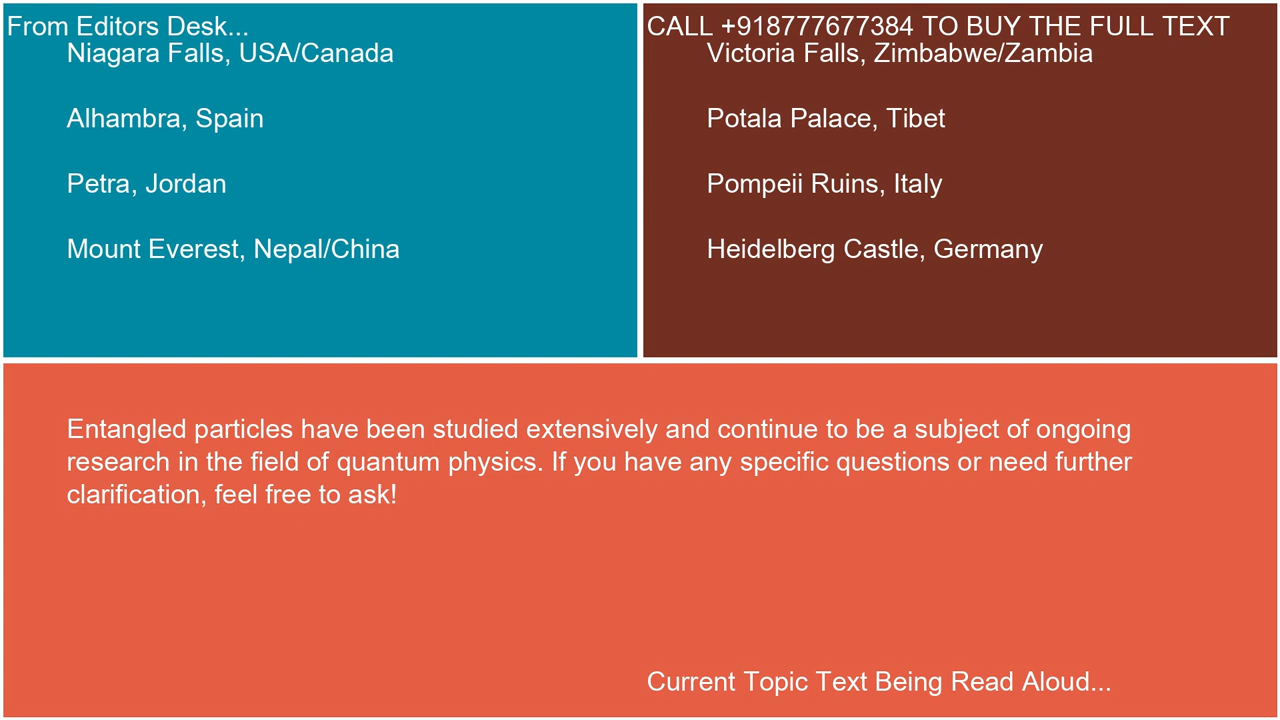 From Editors Desk...
Niagara Falls, USA/Canada
Alhambra, Spain
Petra, Jordan
Mount Everest, Nepal/China
CALL +918777677384 TO BUY THE FULL TEXT
Victoria Falls, Zimbabwe/Zambia
Potala Palace, Tibet
Pompeii Ruins, Italy
Heidelberg Castle, Germany
Entangled particles have been studied extensively and continue to be a subject of ongoing
research in the field of quantum physics. If you have any specific questions or need further
clarification, feel free to ask!
Current Topic Text Being Read Aloud...